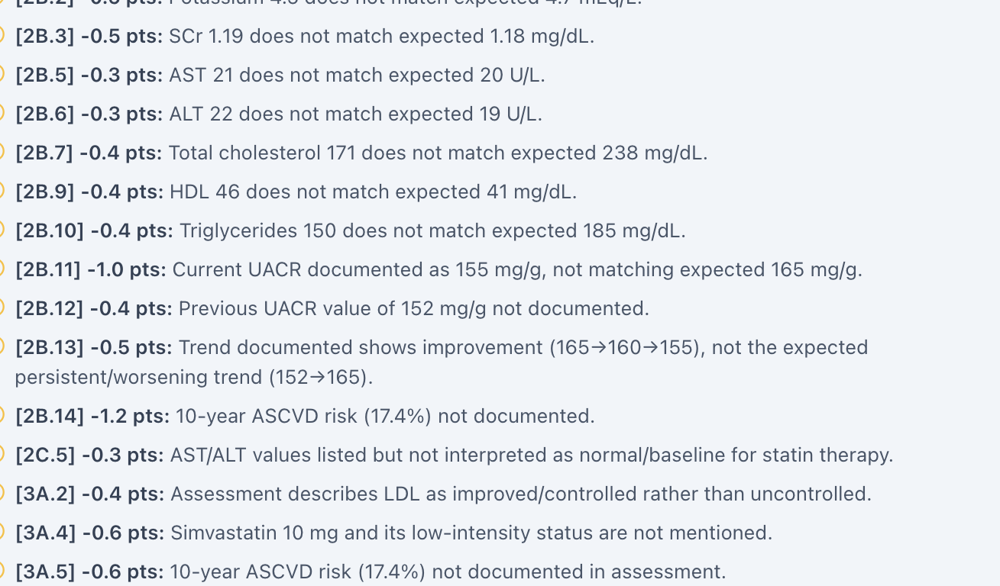 [2B.3] -0.5 pts: SCr 1.19 does not match expected 1.18 mg/dL.
[2B.5] -0.3 pts: AST 21 does not match expected 20 U/L.
[2B.6] -0.3 pts: ALT 22 does not match expected 19 U/L.
[2B.7] -0.4 pts: Total cholesterol 171 does not match expected 238 mg/dL.
[2B.9] -0.4 pts: HDL 46 does not match expected 41 mg/dL.
[2B.10] -0.4 pts: Triglycerides 150 does not match expected 185 mg/dL.
[2B.11] -1.0 pts: Current UACR documented as 155 mg/g, not matching expected 165 mg/g.
[2B.12] -0.4 pts: Previous UACR value of 152 mg/g not documented.
[2B.13] -0.5 pts: Trend documented shows improvement (165→160→155), not the expected
persistent/worsening trend (152→165).
[2B.14] -1.2 pts: 10-year ASCVD risk (17.4%) not documented.
[2C.5] -0.3 pts: AST/ALT values listed but not interpreted as normal/baseline for statin therapy.
[3A.2] -0.4 pts: Assessment describes LDL as improved/controlled rather than uncontrolled.
[3A.4] -0.6 pts: Simvastatin 10 mg and its low-intensity status are not mentioned.
[3A.5] -0.6 pts: 10-year ASCVD risk (17.4%) not documented in assessment.